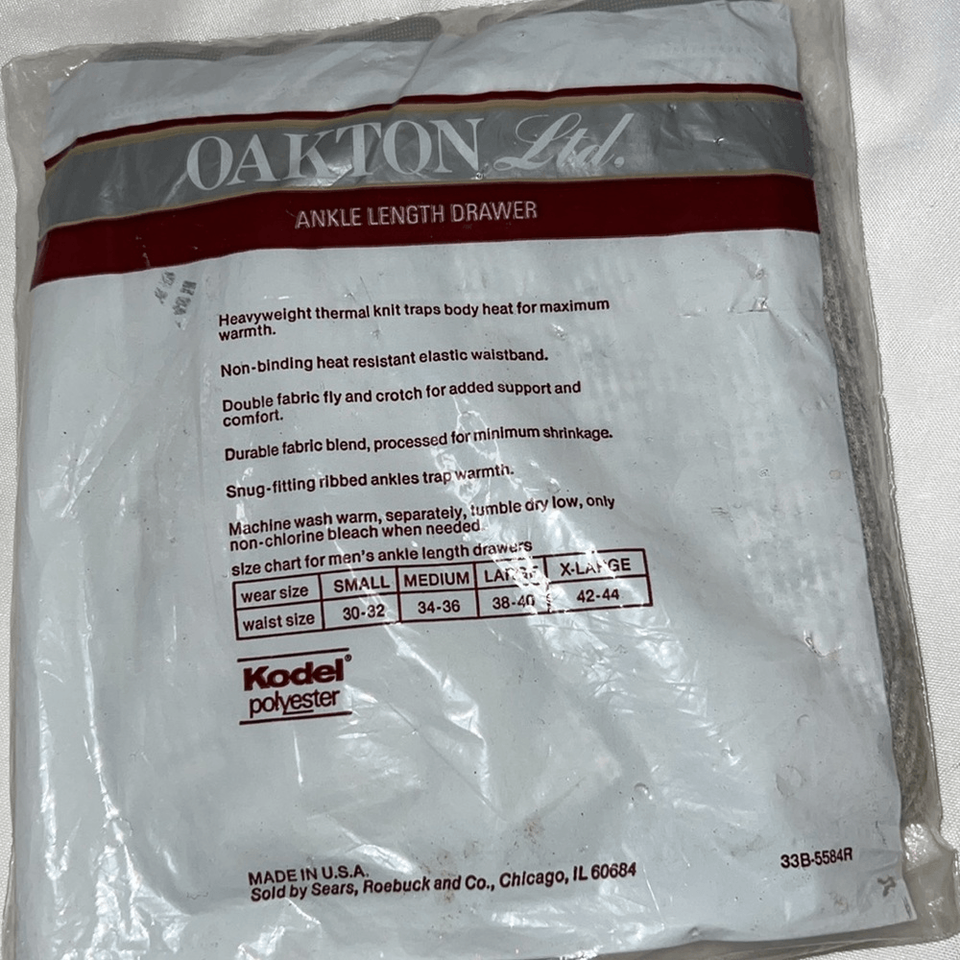 OAKTON Ltd.
ANKLE LENGTH DRAWER
Heavyweight thermal knit traps body heat for maximum
warmth.
Non-binding heat resistant elastic waistband.
Double fabric fly and crotch for added support and
comfort.
Durable fabric blend, processed for minimum shrinkage.
Snug-fitting ribbed ankles trap warmth.
Machine wash warm, separately, tumble dry low, only
non-chlorine bleach when needed.
size chart for men's ankle length drawers
wear size SMALL MEDIUM LARGE X-LARGE
waist size 30-32 34-36 38-40 42-44
Kodel®
polyester
MADE IN U.S.A.
Sold by Sears, Roebuck and Co., Chicago, IL 60684
33B-5584R